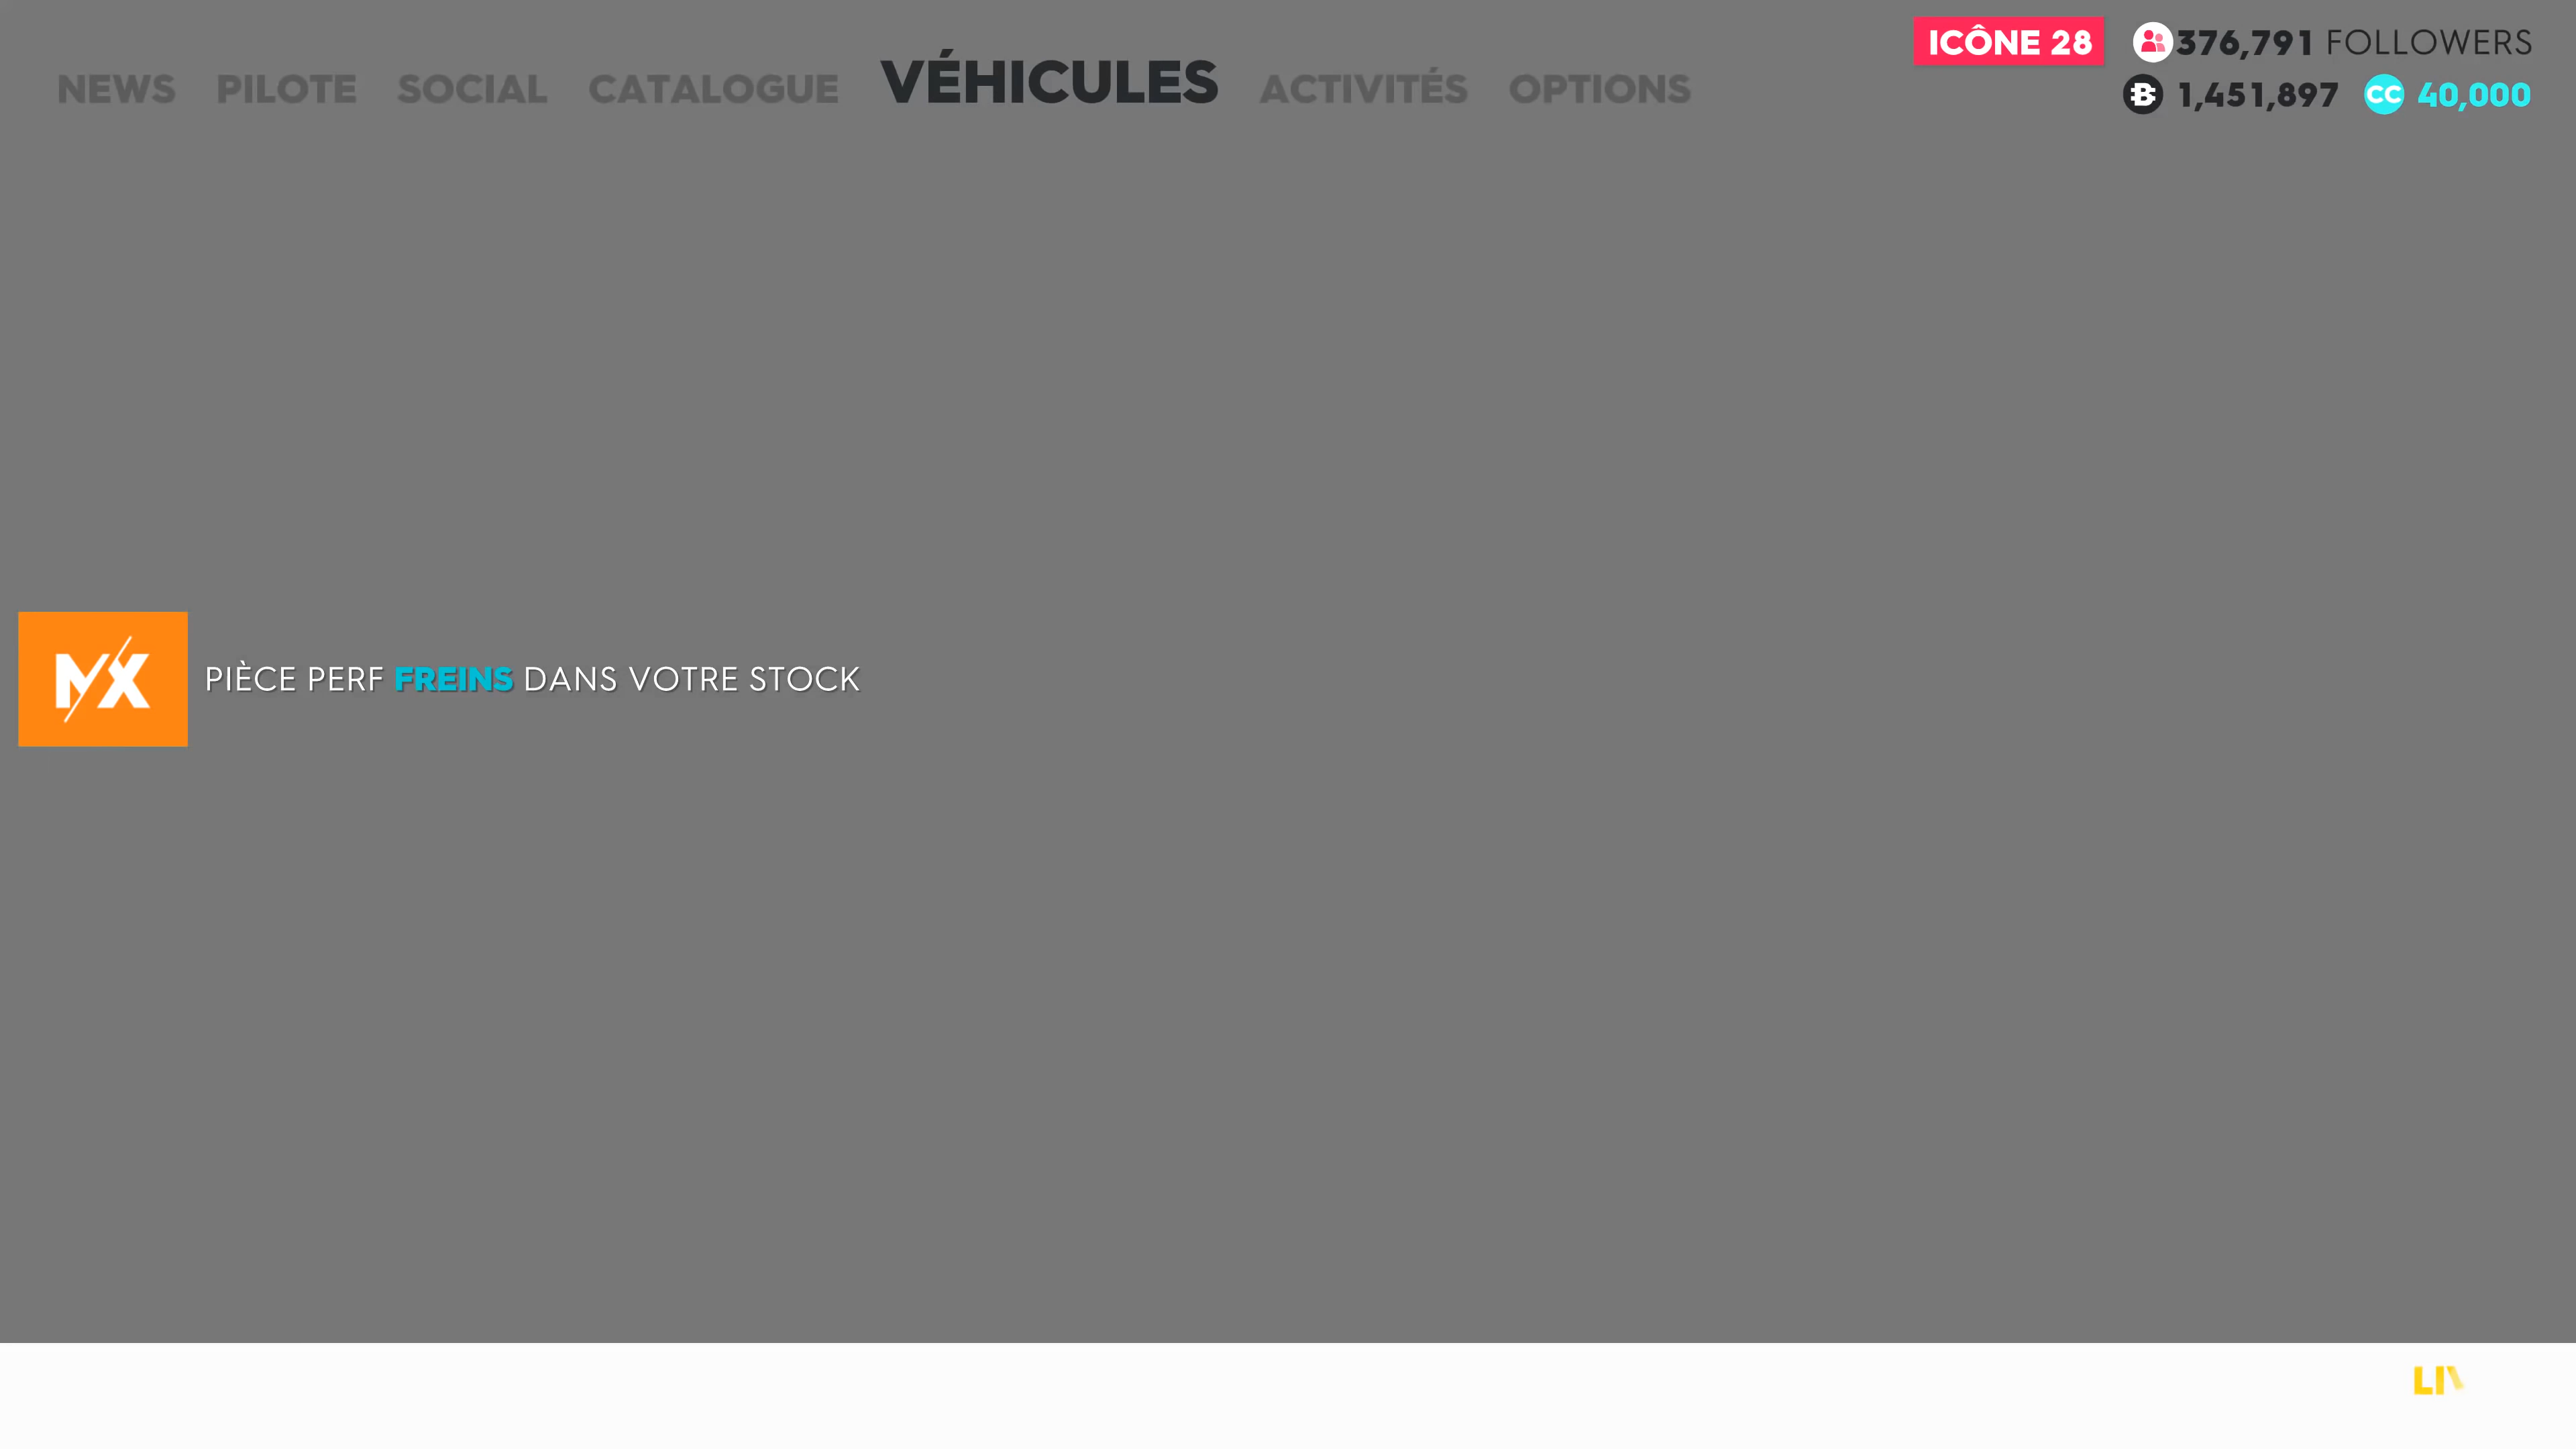 NEWS PILOTE SOCIAL CATALOGUE VÉHICULES ACTIVITÉS OPTIONS
ICÔNE 28 376,791 FOLLOWERS
1,451,897 CC 40,000
MX PIÈCE PERF FREINS DANS VOTRE STOCK